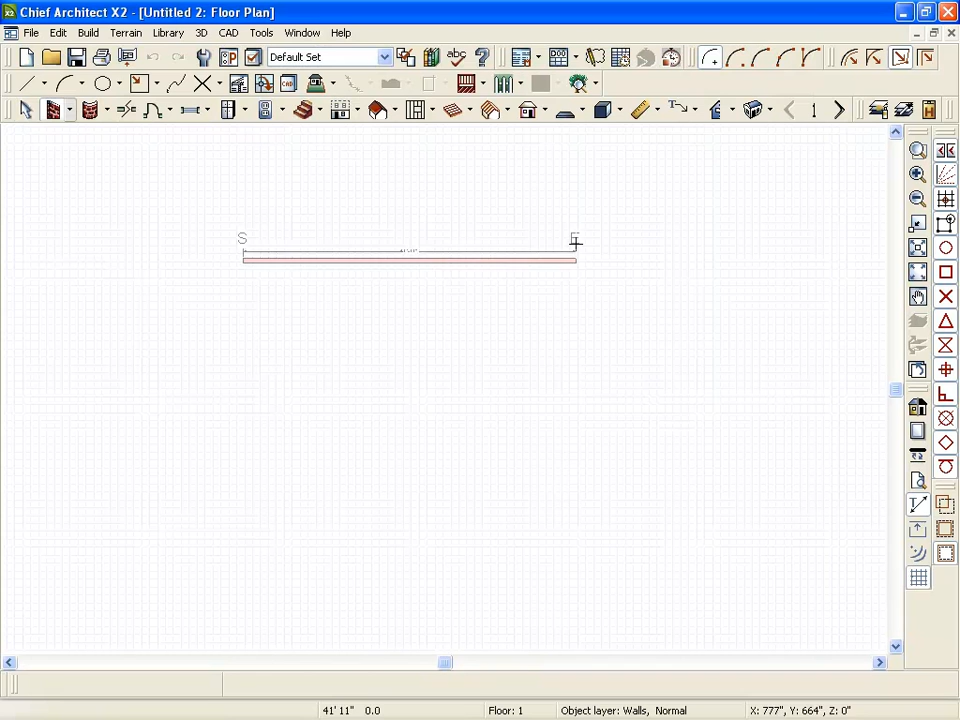 Chief Architect X2 - [Untitled 2: Floor Plan]
File Edit Build Terrain Library 3D CAD Tools Window Help
Default Set
1
S
41' 11" 0.0
Floor: 1
Object layer: Walls, Normal
X: 777", Y: 664", Z: 0"